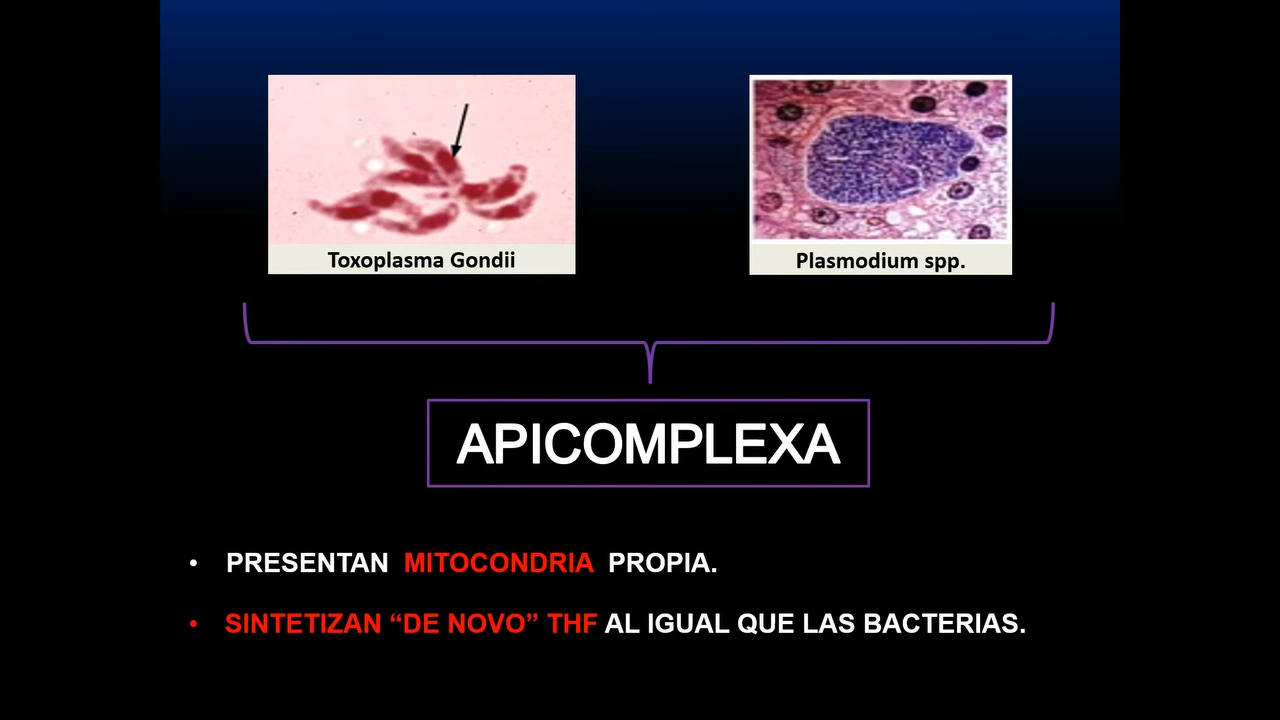 Toxoplasma Gondii
Plasmodium spp.
APICOMPLEXA
• PRESENTAN MITOCONDRIA PROPIA.
• SINTETIZAN “DE NOVO” THF AL IGUAL QUE LAS BACTERIAS.